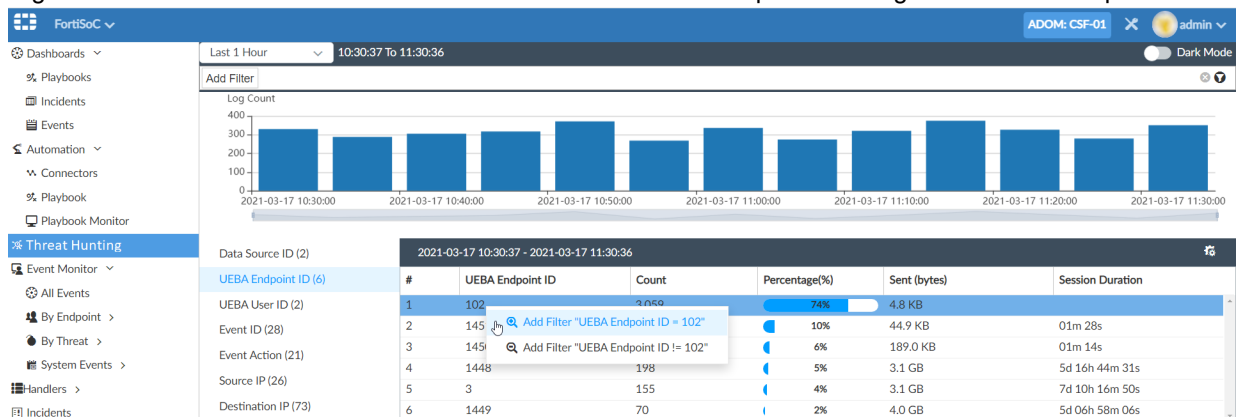 FortiSoC
ADOM: CSF-01
admin
Dashboards
Last 1 Hour
10:30:37 To 11:30:36
Dark Mode
Playbooks
Add Filter
Incidents
Log Count
Events
400
300
200
100
0
Automation
Connectors
Playbook
2021-03-17 10:30:00 2021-03-17 10:40:00 2021-03-17 10:50:00 2021-03-17 11:00:00 2021-03-17 11:10:00 2021-03-17 11:20:00 2021-03-17 11:30:00
Playbook Monitor
Threat Hunting
Event Monitor
All Events
By Endpoint
By Threat
System Events
Handlers
Incidents
Data Source ID (2)
UEBA Endpoint ID (6)
UEBA User ID (2)
Event ID (28)
Event Action (21)
Source IP (26)
Destination IP (73)
2021-03-17 10:30:37 - 2021-03-17 11:30:36
# UEBA Endpoint ID Count Percentage(%) Sent (bytes) Session Duration
1 102 3,059 74% 4.8 KB
2 145 10% 44.9 KB 01m 28s
3 145 6% 189.0 KB 01m 14s
4 1448 198 5% 3.1 GB 5d 16h 44m 31s
5 3 155 4% 3.1 GB 7d 10h 16m 50s
6 1449 70 2% 4.0 GB 5d 06h 58m 06s
Add Filter "UEBA Endpoint ID = 102"
Add Filter "UEBA Endpoint ID != 102"